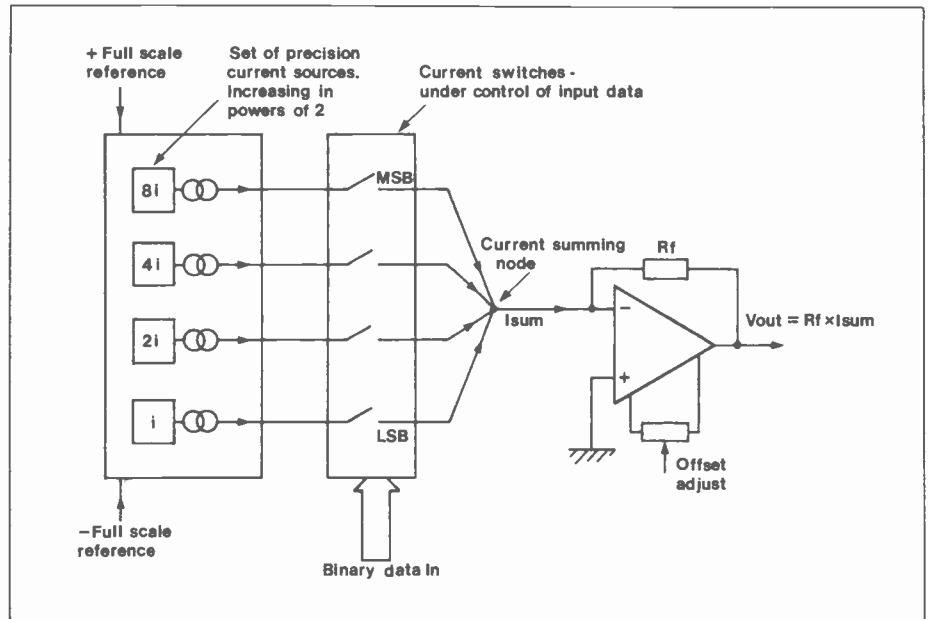 + Full scale
reference
Set of precision
current sources.
Increasing in
powers of 2
Current switches -
under control of input data
8i
MSB
4i
Current summing
node
Rf
2i
Isum
−
Vout = Rf × Isum
+
i
LSB
Offset
adjust
−Full scale
reference
Binary data In